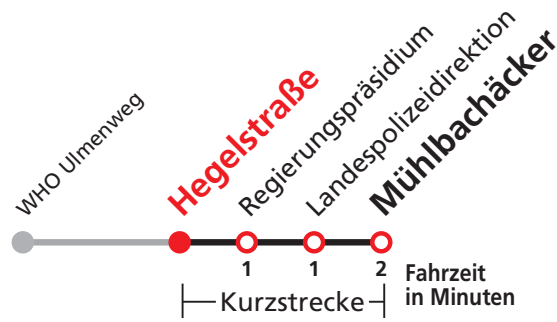 WHO Ulmenweg
Hegelstraße
Regierungspräsidium
Landespolizeidirektion
Mühlbachäcker
1
1
2
Fahrzeit
in Minuten
Kurzstrecke